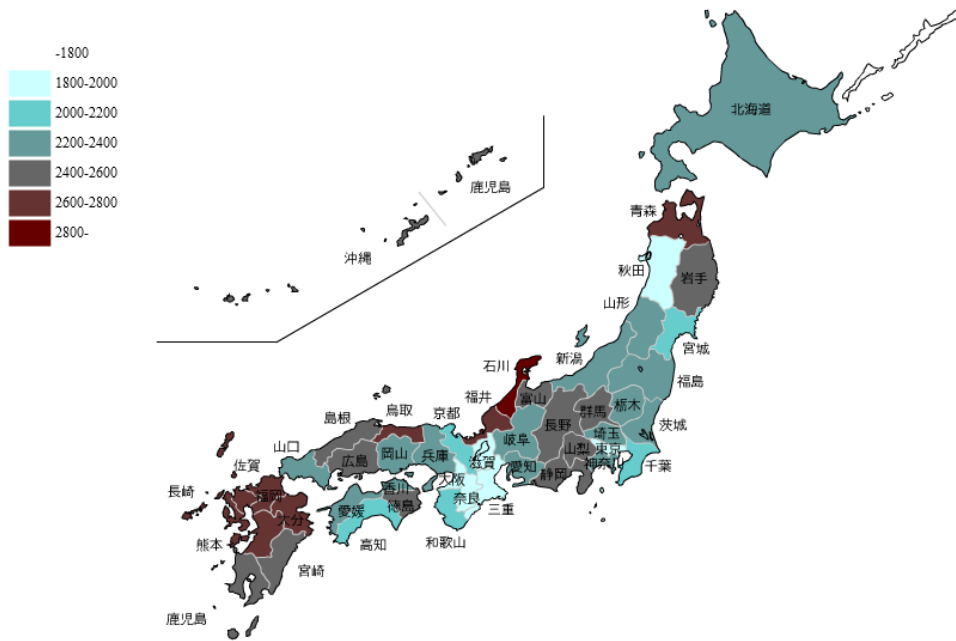 -1800
1800-2000
2000-2200
2200-2400
2400-2600
2600-2800
2800-
北海道
鹿児島
青森
沖縄
秋田
岩手
山形
宮城
新潟
石川
福島
福井
富山
群馬
栃木
鳥取
京都
島根
長野
茨城
埼玉
岐阜
山口
広島
岡山
兵庫
滋賀
山梨
東京
神奈川
千葉
愛知
静岡
佐賀
福岡
香川
大阪
長崎
奈良
愛媛
徳島
三重
大分
高知
和歌山
熊本
宮崎
鹿児島